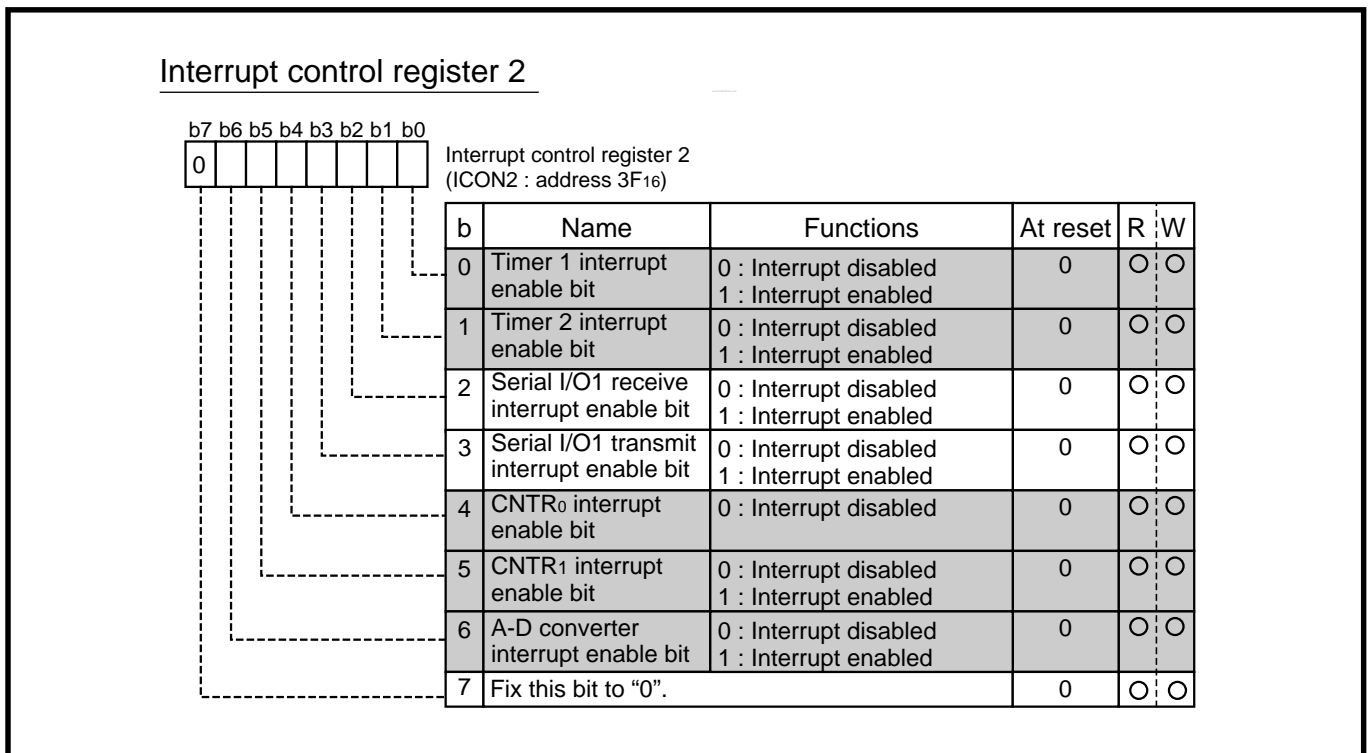 Interrupt control register 2
b7 b6 b5 b4 b3 b2 b1 b0
0
Interrupt control register 2
(ICON2 : address 3F16)
b Name Functions At reset R W
0 Timer 1 interrupt enable bit 0 : Interrupt disabled 0 ○ ○
1 : Interrupt enabled
1 Timer 2 interrupt enable bit 0 : Interrupt disabled 0 ○ ○
1 : Interrupt enabled
2 Serial I/O1 receive interrupt enable bit 0 : Interrupt disabled 0 ○ ○
1 : Interrupt enabled
3 Serial I/O1 transmit interrupt enable bit 0 : Interrupt disabled 0 ○ ○
1 : Interrupt enabled
4 CNTR0 interrupt enable bit 0 : Interrupt disabled 0 ○ ○
5 CNTR1 interrupt enable bit 0 : Interrupt disabled 0 ○ ○
1 : Interrupt enabled
6 A-D converter interrupt enable bit 0 : Interrupt disabled 0 ○ ○
1 : Interrupt enabled
7 Fix this bit to “0”. 0 ○ ○